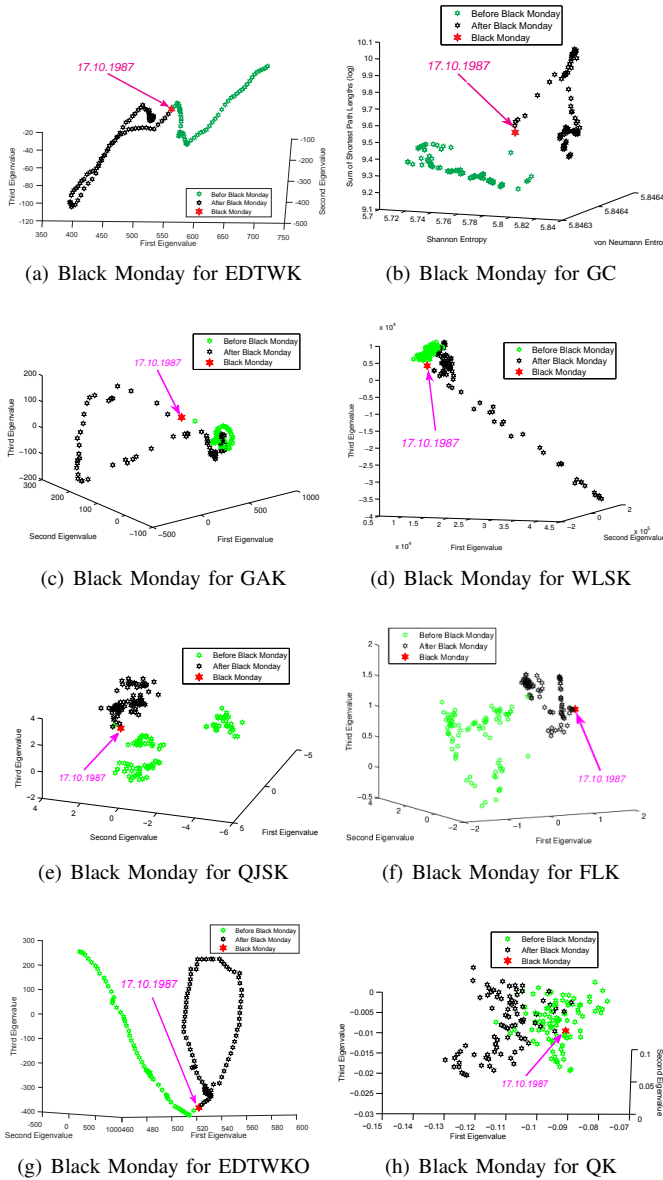 17.10.1987
Before Black Monday
After Black Monday
Black Monday
-20
-40
-60
-80
-100
-120
Third Eigenvalue
350 400 450 500 550 600 650 700 750
First Eigenvalue
-100
-200
-300
-400
-500
Second Eigenvalue
Befor Black Monday
After Black Monday
Black Monday
17.10.1987
10.1
10
9.9
9.8
9.7
9.6
9.5
9.4
9.3
9.2
9.1
Sum of Shortest Path Lengths (log)
5.7 5.72 5.74 5.76 5.78 5.8 5.82 5.84
Shannon Entropy
5.8463 5.8464 5.8464
von Neumann Entro
(a) Black Monday for EDTWK
(b) Black Monday for GC
Before Black Monday
After Black Monday
Black Monday
17.10.1987
200
100
0
−100
−200
Third Eigenvalue
300 200 100 0 −100
Second Eigenvalue
−500 0 500 1000
First Eigenvalue
x 10⁴
Before Black Monday
After Black Monday
Black Monday
17.10.1987
1
0.5
0
−0.5
−1
−1.5
−2
−2.5
−3
−3.5
−4
Third Eigenvalue
0.5 1 1.5 2 2.5 3 3.5 4 4.5
x 10⁴
First Eigenvalue
−2 0 2
x 10⁵
Second Eigenvalue
(c) Black Monday for GAK
(d) Black Monday for WLSK
Before Black Monday
After Black Monday
Black Monday
17.10.1987
4
2
0
−2
Third Eigenvalue
4 2 0 −2 −4 −6
Second Eigenvalue
−5
0
5
First Eigenvalue
Before Black Monday
After Black Monday
Black Monday
17.10.1987
2
1.5
1
0.5
0
−0.5
Third Eigenvalue
4 2 0 −2
Second Eigenvalue
−2 −1 0 1 2
First Eigenvalue
(e) Black Monday for QJSK
(f) Black Monday for FLK
Before Black Monday
After Black Monday
Black Monday
17.10.1987
300
200
100
0
−100
−200
−300
−400
Third Eigenvalue
-500 0 500 1000
Second Eigenvalue
460 480 500 520 540 560 580 600
First Eigenvalue
Before Black Monday
After Black Monday
Black Monday
17.10.1987
0
−0.005
−0.01
−0.015
−0.02
−0.03
Third Eigenvalue
−0.15 −0.14 −0.13 −0.12 −0.11 −0.10 −0.09 −0.08 −0.07
First Eigenvalue
0.1
0.05
0
Second Eigenvalue
(g) Black Monday for EDTWKO
(h) Black Monday for QK